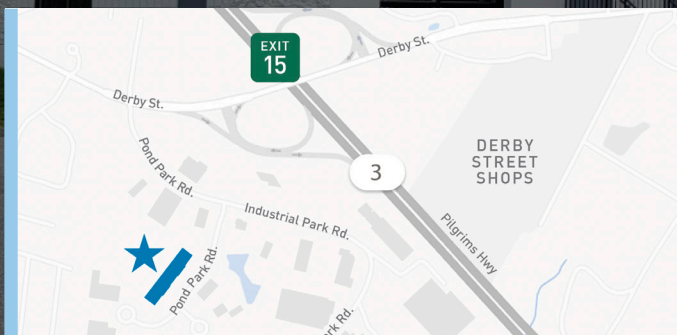 EXIT
15
Derby St.
Derby St.
3
DERBY
STREET
SHOPS
Pond Park Rd.
Industrial Park Rd.
Pilgrims Hwy
Pond Park Rd.
Rd.